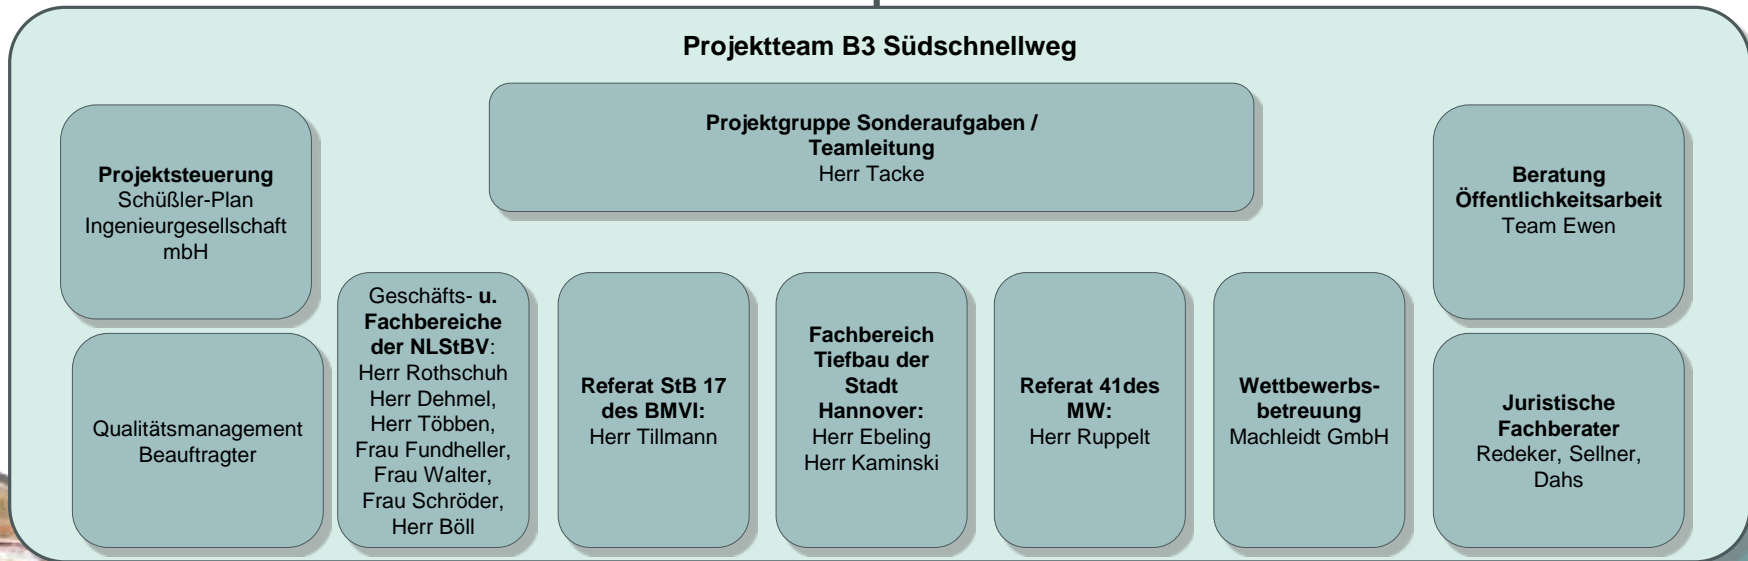 Projektteam B3 Südschnellweg
Projektgruppe Sonderaufgaben /
Teamleitung
Herr Tacke
Projektsteuerung
Schüßler-Plan
Ingenieurgesellschaft
mbH
Beratung
Öffentlichkeitsarbeit
Team Ewen
Qualitätsmanagement
Beauftragter
Geschäfts- u.
Fachbereiche
der NLStBV:
Herr Rothschuh
Herr Dehmel,
Herr Többen,
Frau Fundheller,
Frau Walter,
Frau Schröder,
Herr Böll
Referat StB 17
des BMVI:
Herr Tillmann
Fachbereich
Tiefbau der
Stadt
Hannover:
Herr Ebeling
Herr Kaminski
Referat 41des
MW:
Herr Ruppelt
Wettbewerbs-
betreuung
Machleidt GmbH
Juristische
Fachberater
Redeker, Sellner,
Dahs